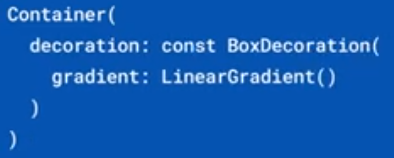 Container(
  decoration: const BoxDecoration(
    gradient: LinearGradient()
  )
)